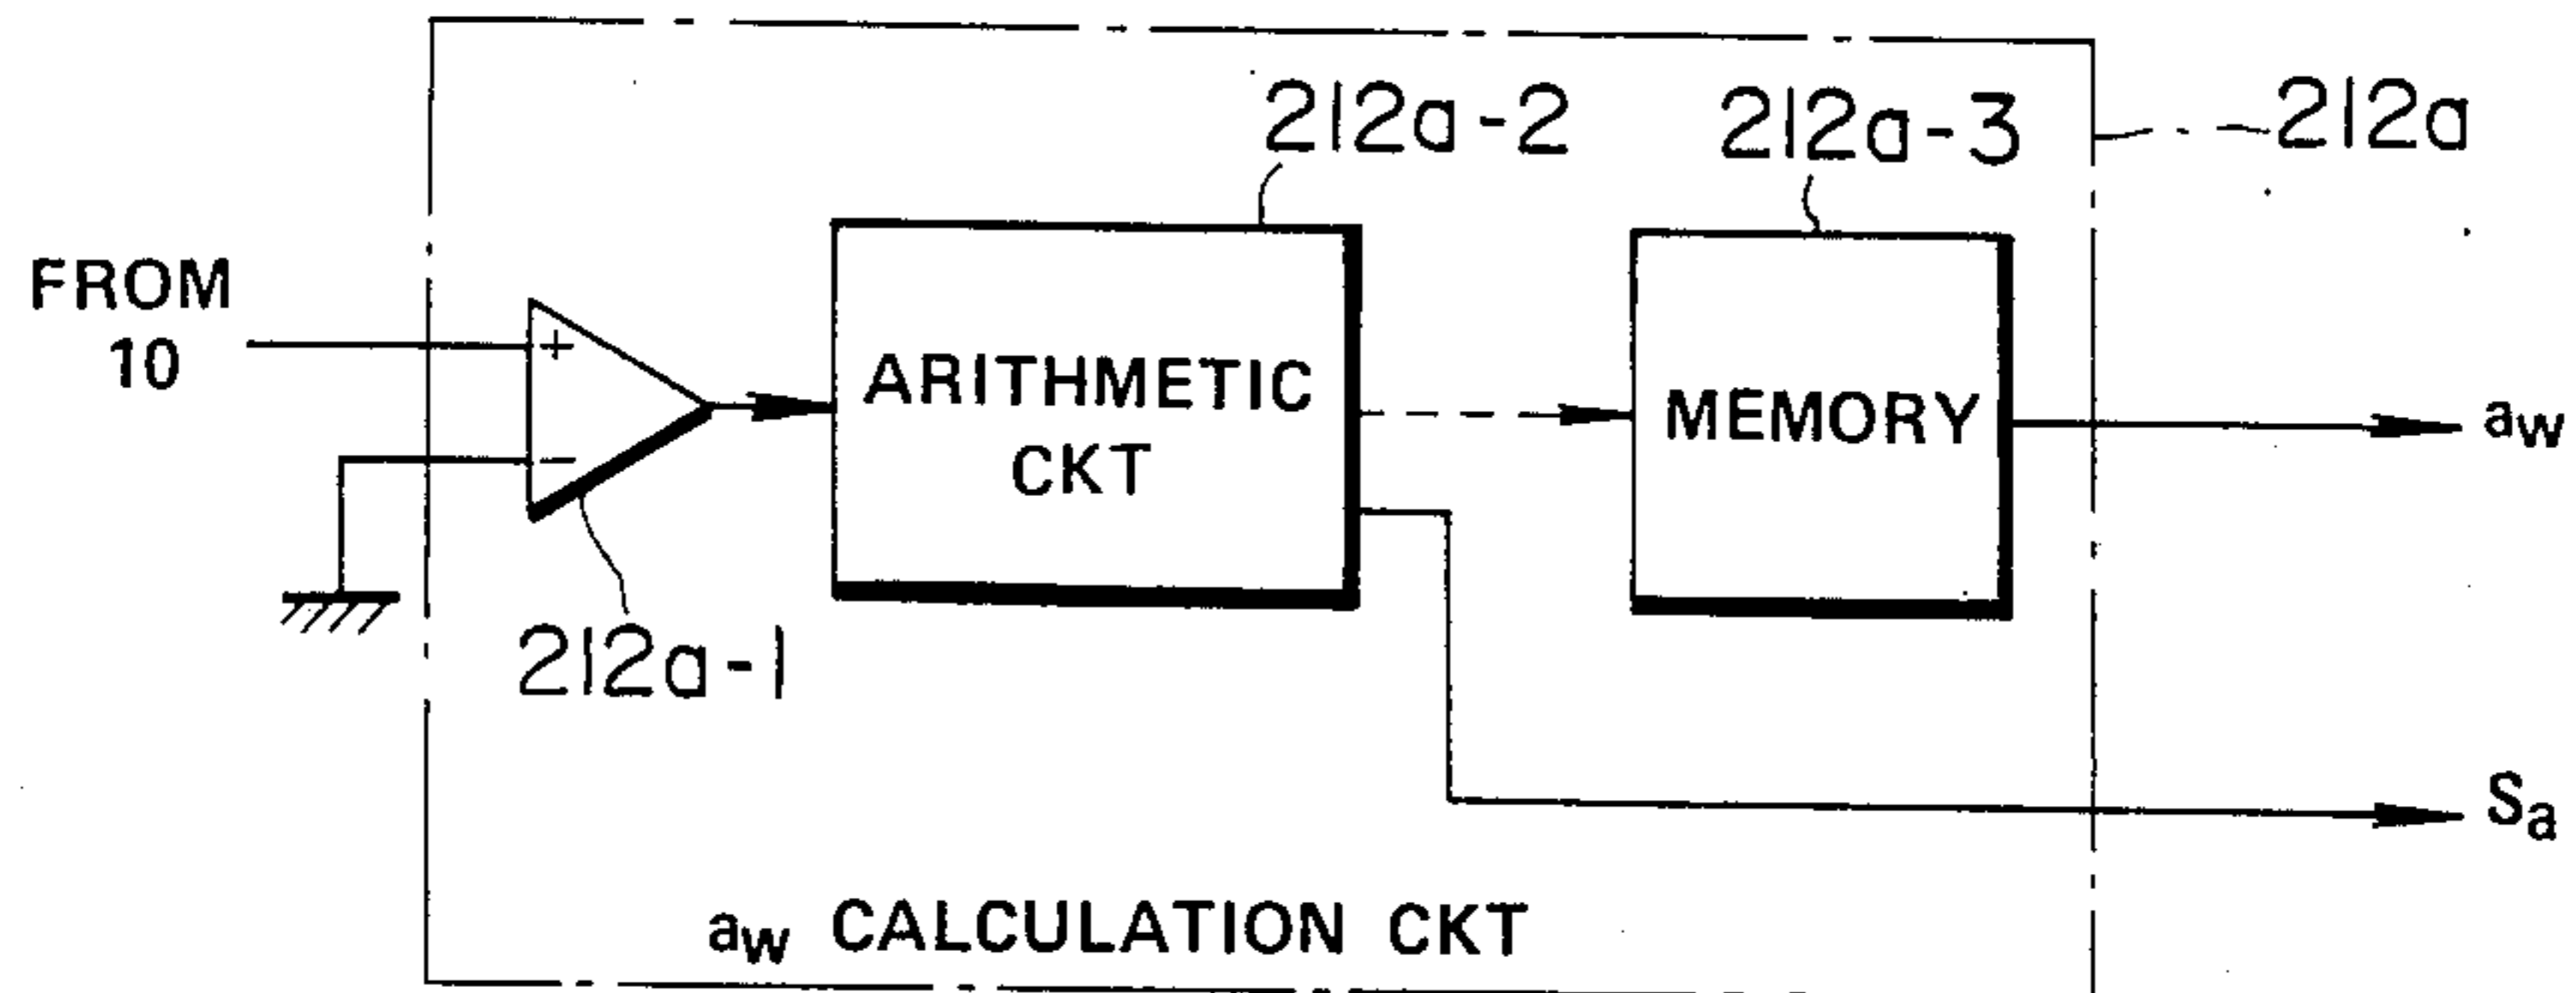 212a-2
212a-3
212a
FROM
10
+
ARITHMETIC
CKT
MEMORY
aw
−
212a-1
Sa
aw CALCULATION CKT